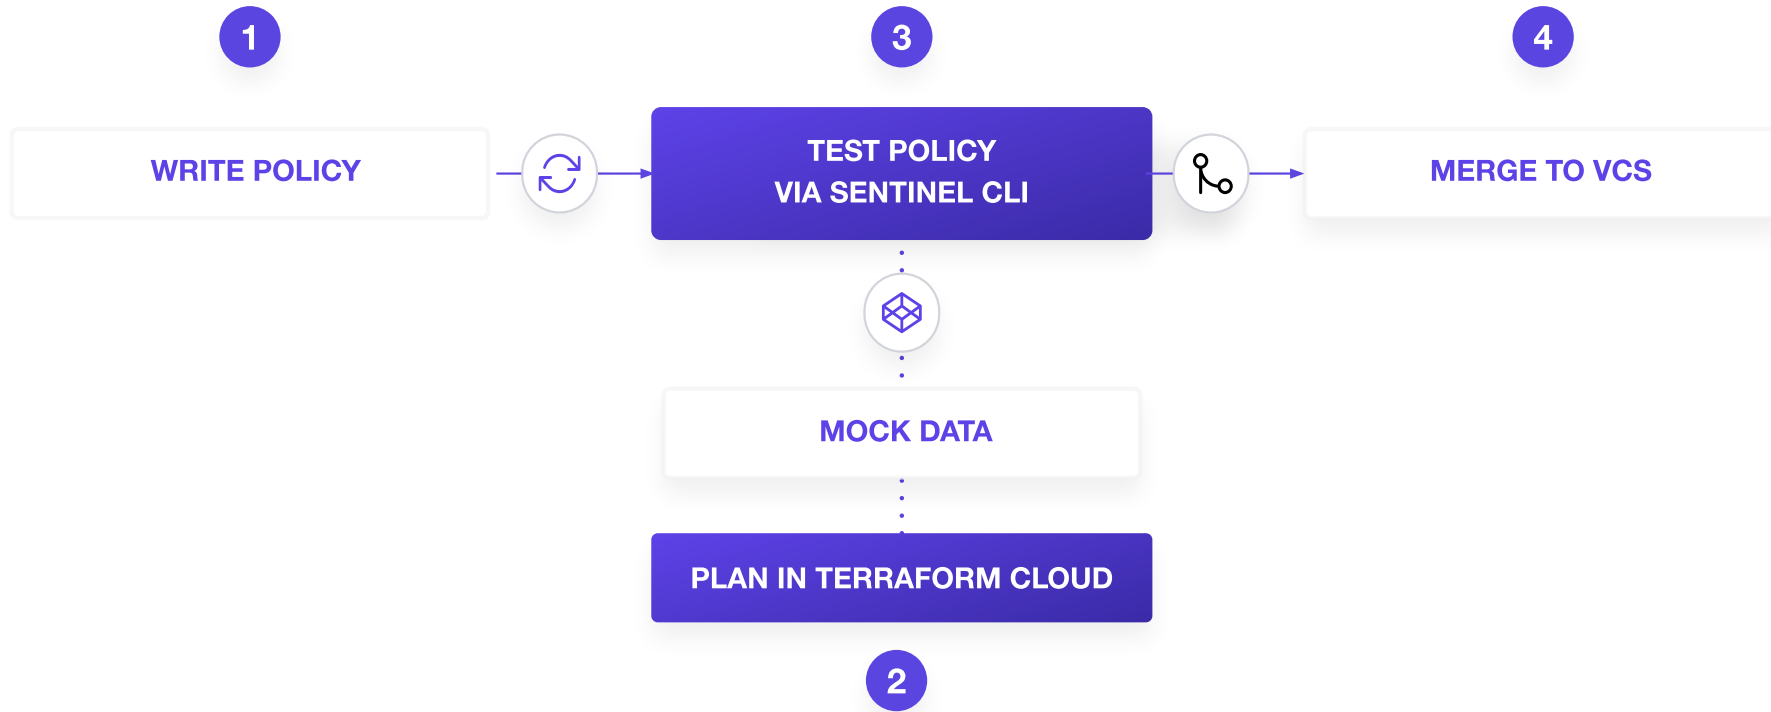 1
3
4
WRITE POLICY
TEST POLICY
VIA SENTINEL CLI
MERGE TO VCS
MOCK DATA
PLAN IN TERRAFORM CLOUD
2